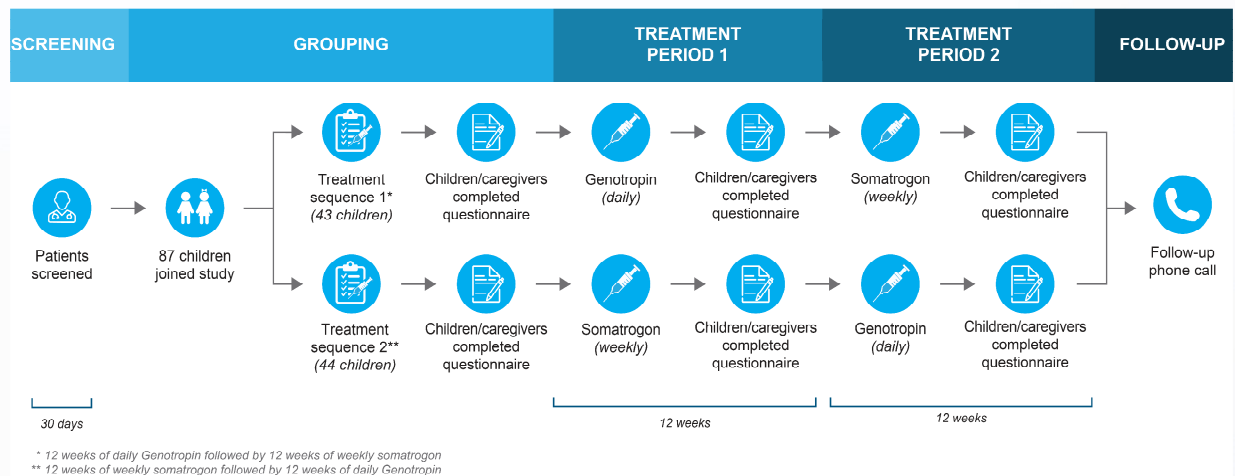 SCREENING
GROUPING
TREATMENT
PERIOD 1
TREATMENT
PERIOD 2
FOLLOW-UP
Patients
screened
87 children
joined study
Treatment
sequence 1*
(43 children)
Children/caregivers
completed
questionnaire
Genotropin
(daily)
Children/caregivers
completed
questionnaire
Somatrogon
(weekly)
Children/caregivers
completed
questionnaire
Treatment
sequence 2**
(44 children)
Children/caregivers
completed
questionnaire
Somatrogon
(weekly)
Children/caregivers
completed
questionnaire
Genotropin
(daily)
Children/caregivers
completed
questionnaire
Follow-up
phone call
30 days
12 weeks
12 weeks
* 12 weeks of daily Genotropin followed by 12 weeks of weekly somatrogon
** 12 weeks of weekly somatrogon followed by 12 weeks of daily Genotropin